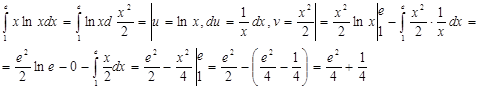 ∫₁ᵉ x ln xdx = ∫₁ᵉ ln xd x²/2 = |u = ln x, du = 1/x dx, v = x²/2| = x²/2 ln x|₁ᵉ − ∫₁ᵉ x²/2 · 1/x dx =
= e²/2 ln e − 0 − ∫₁ᵉ x/2 dx = e²/2 − x²/4 |₁ᵉ = e²/2 − (e²/4 − 1/4) = e²/4 + 1/4